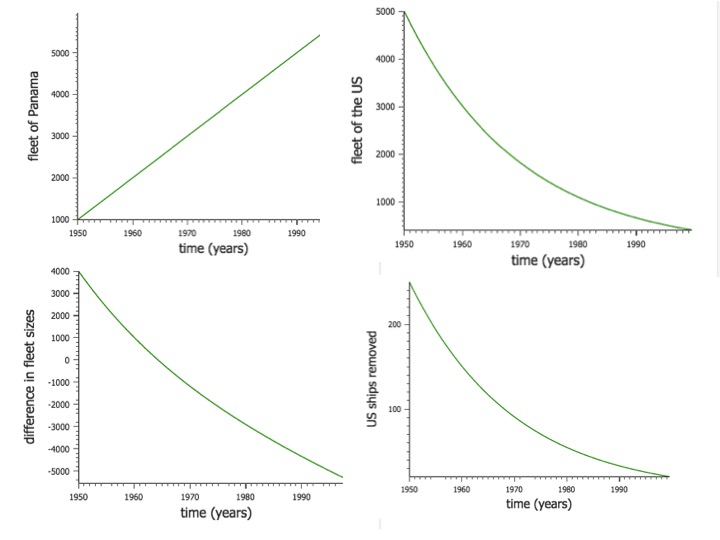 fleet of Panama
5000
4000
3000
2000
1000
1950 1960 1970 1980 1990
time (years)
fleet of the US
5000
4000
3000
2000
1000
1950 1960 1970 1980 1990
time (years)
difference in fleet sizes
4000
3000
2000
1000
0
-1000
-2000
-3000
-4000
-5000
1950 1960 1970 1980 1990
time (years)
US ships removed
200
100
1950 1960 1970 1980 1990
time (years)